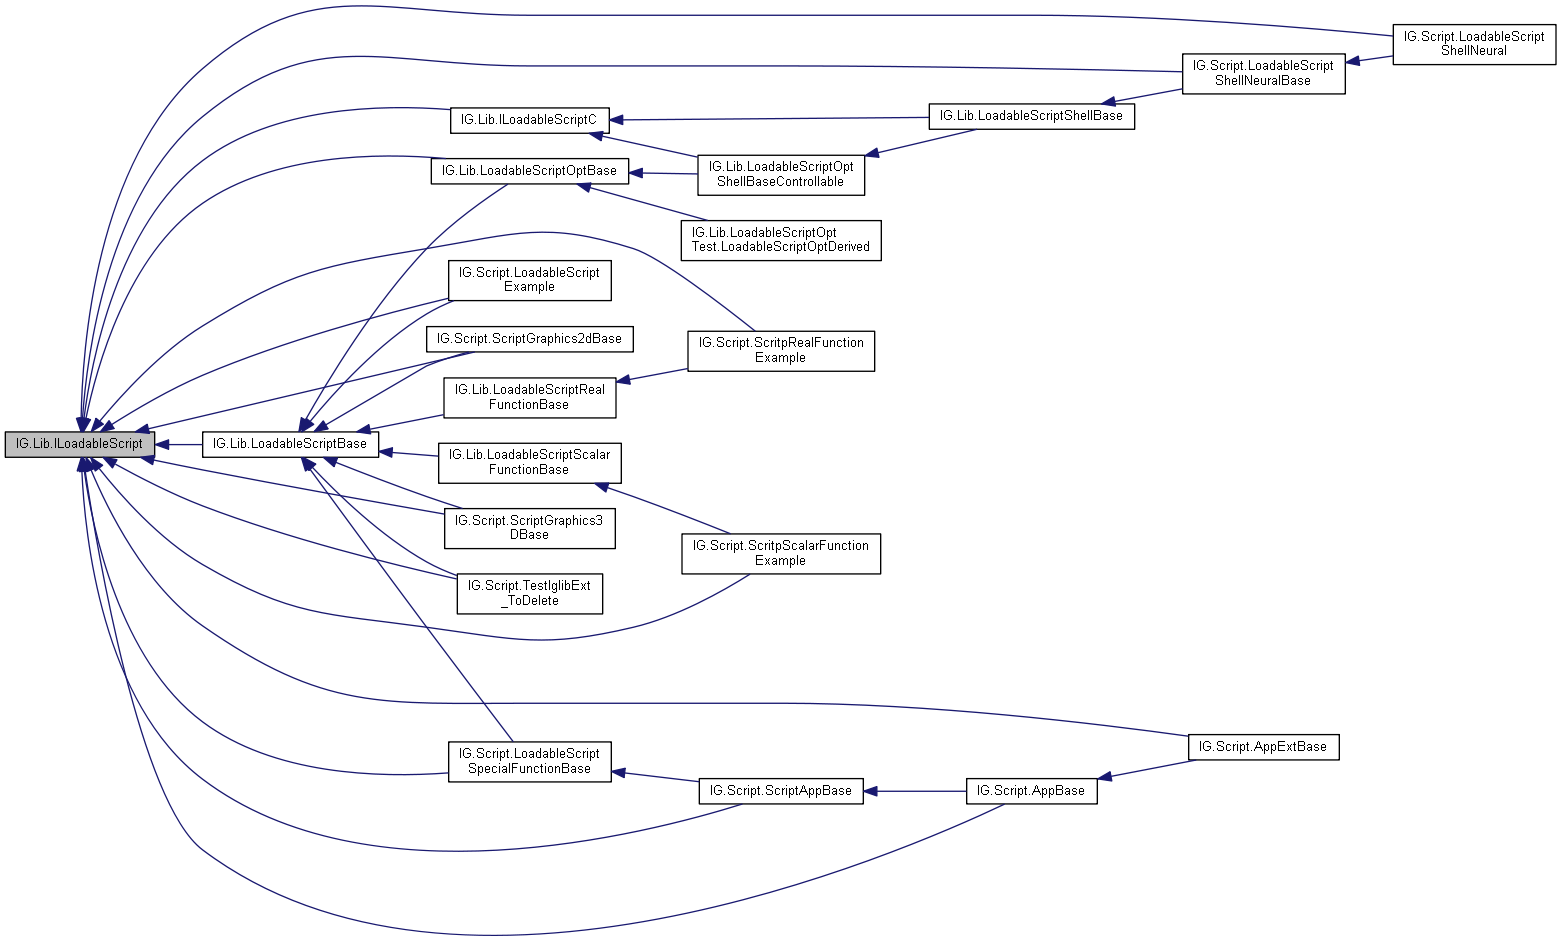 IG.Script.LoadableScript
ShellNeural
IG.Script.LoadableScript
ShellNeuralBase
IG.Lib.ILoadableScriptC
IG.Lib.LoadableScriptShellBase
IG.Lib.LoadableScriptOptBase
IG.Lib.LoadableScriptOpt
ShellBaseControllable
IG.Lib.LoadableScriptOpt
Test.LoadableScriptOptDerived
IG.Script.LoadableScript
Example
IG.Script.ScriptGraphics2dBase
IG.Script.ScritpRealFunction
Example
IG.Lib.LoadableScriptReal
FunctionBase
IG.Lib.ILoadableScript
IG.Lib.LoadableScriptBase
IG.Lib.LoadableScriptScalar
FunctionBase
IG.Script.ScriptGraphics3
DBase
IG.Script.ScritpScalarFunction
Example
IG.Script.TestIglibExt
_ToDelete
IG.Script.AppExtBase
IG.Script.LoadableScript
SpecialFunctionBase
IG.Script.ScriptAppBase
IG.Script.AppBase